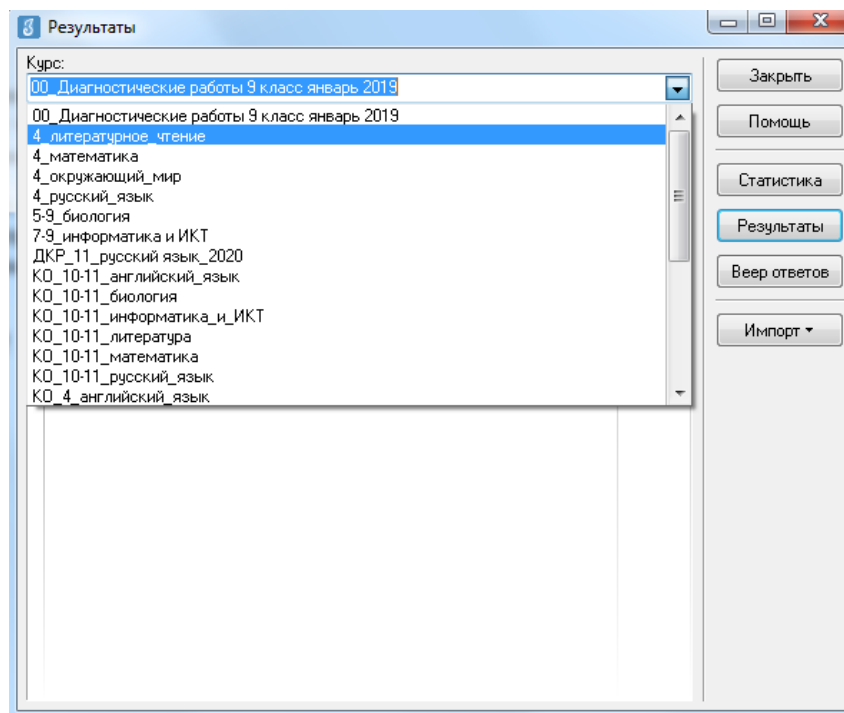 Результаты
Курс:
00_Диагностические работы 9 класс январь 2019
00_Диагностические работы 9 класс январь 2019
4_литературное_чтение
4_математика
4_окружающий_мир
4_русский_язык
5-9_биология
7-9_информатика и ИКТ
ДКР_11_русский язык_2020
КО_10-11_английский_язык
КО_10-11_биология
КО_10-11_информатика_и_ИКТ
КО_10-11_литература
КО_10-11_математика
КО_10-11_русский_язык
КО_4_английский_язык
Закрыть
Помощь
Статистика
Результаты
Веер ответов
Импорт